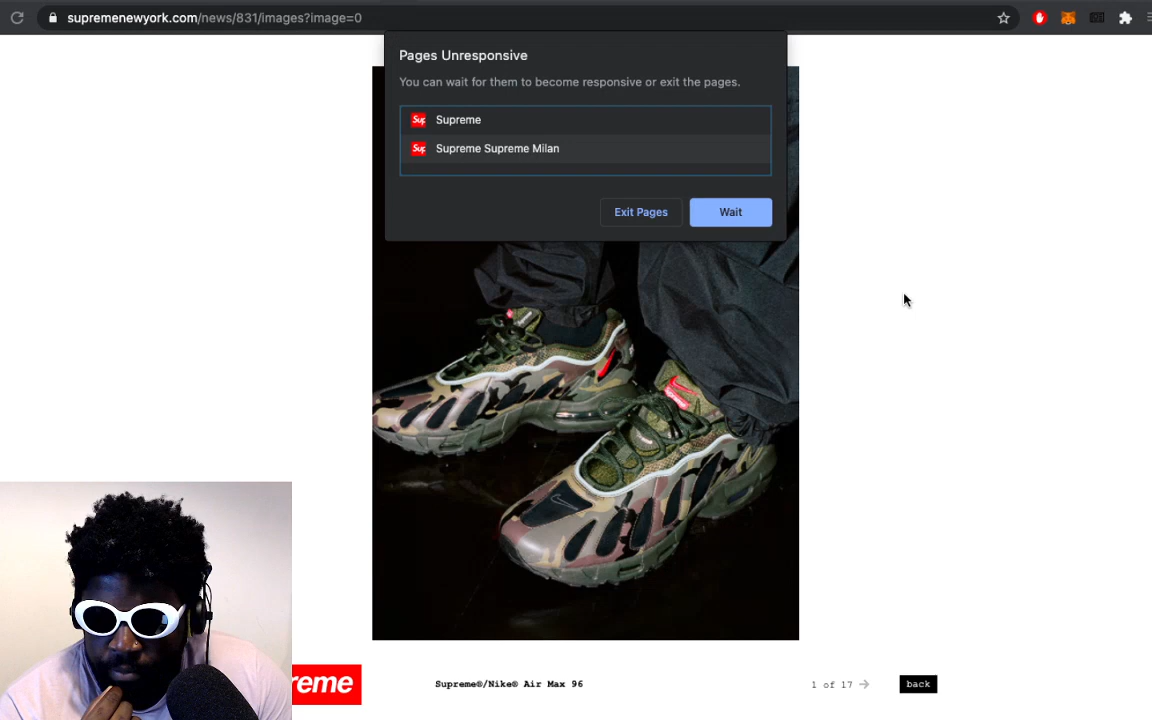 supremenewyork.com/news/831/images?image=0
Pages Unresponsive
You can wait for them to become responsive or exit the pages.
Sup Supreme
Sup Supreme Supreme Milan
Exit Pages Wait
reme Supreme®/Nike® Air Max 96 1 of 17 → back